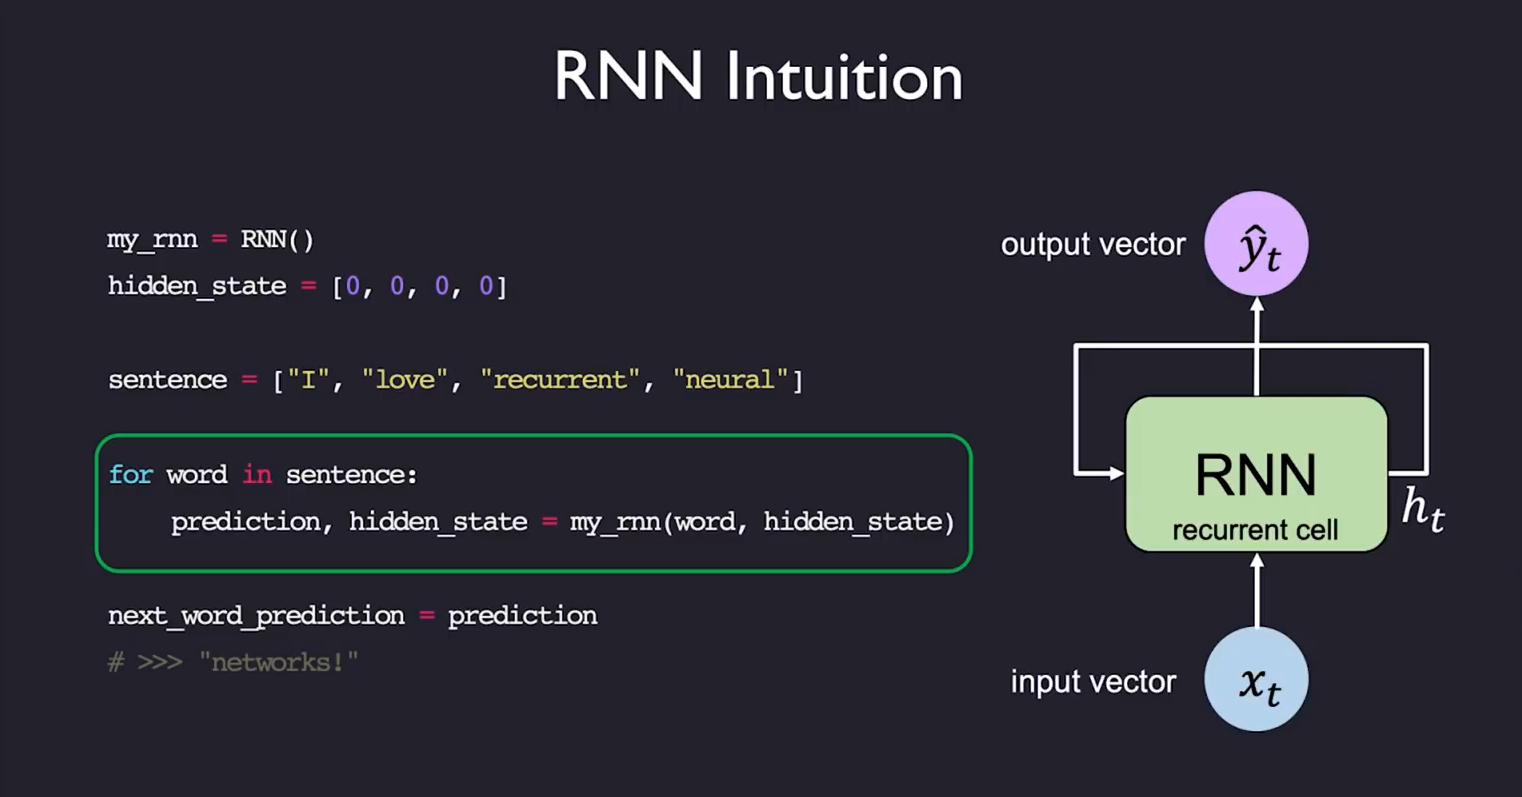 RNN Intuition
my_rnn = RNN()
hidden_state = [0, 0, 0, 0]
sentence = ["I", "love", "recurrent", "neural"]
for word in sentence:
prediction, hidden_state = my_rnn(word, hidden_state)
next_word_prediction = prediction
# >>> "networks!"
output vector
ŷₜ
RNN
recurrent cell
hₜ
input vector
xₜ